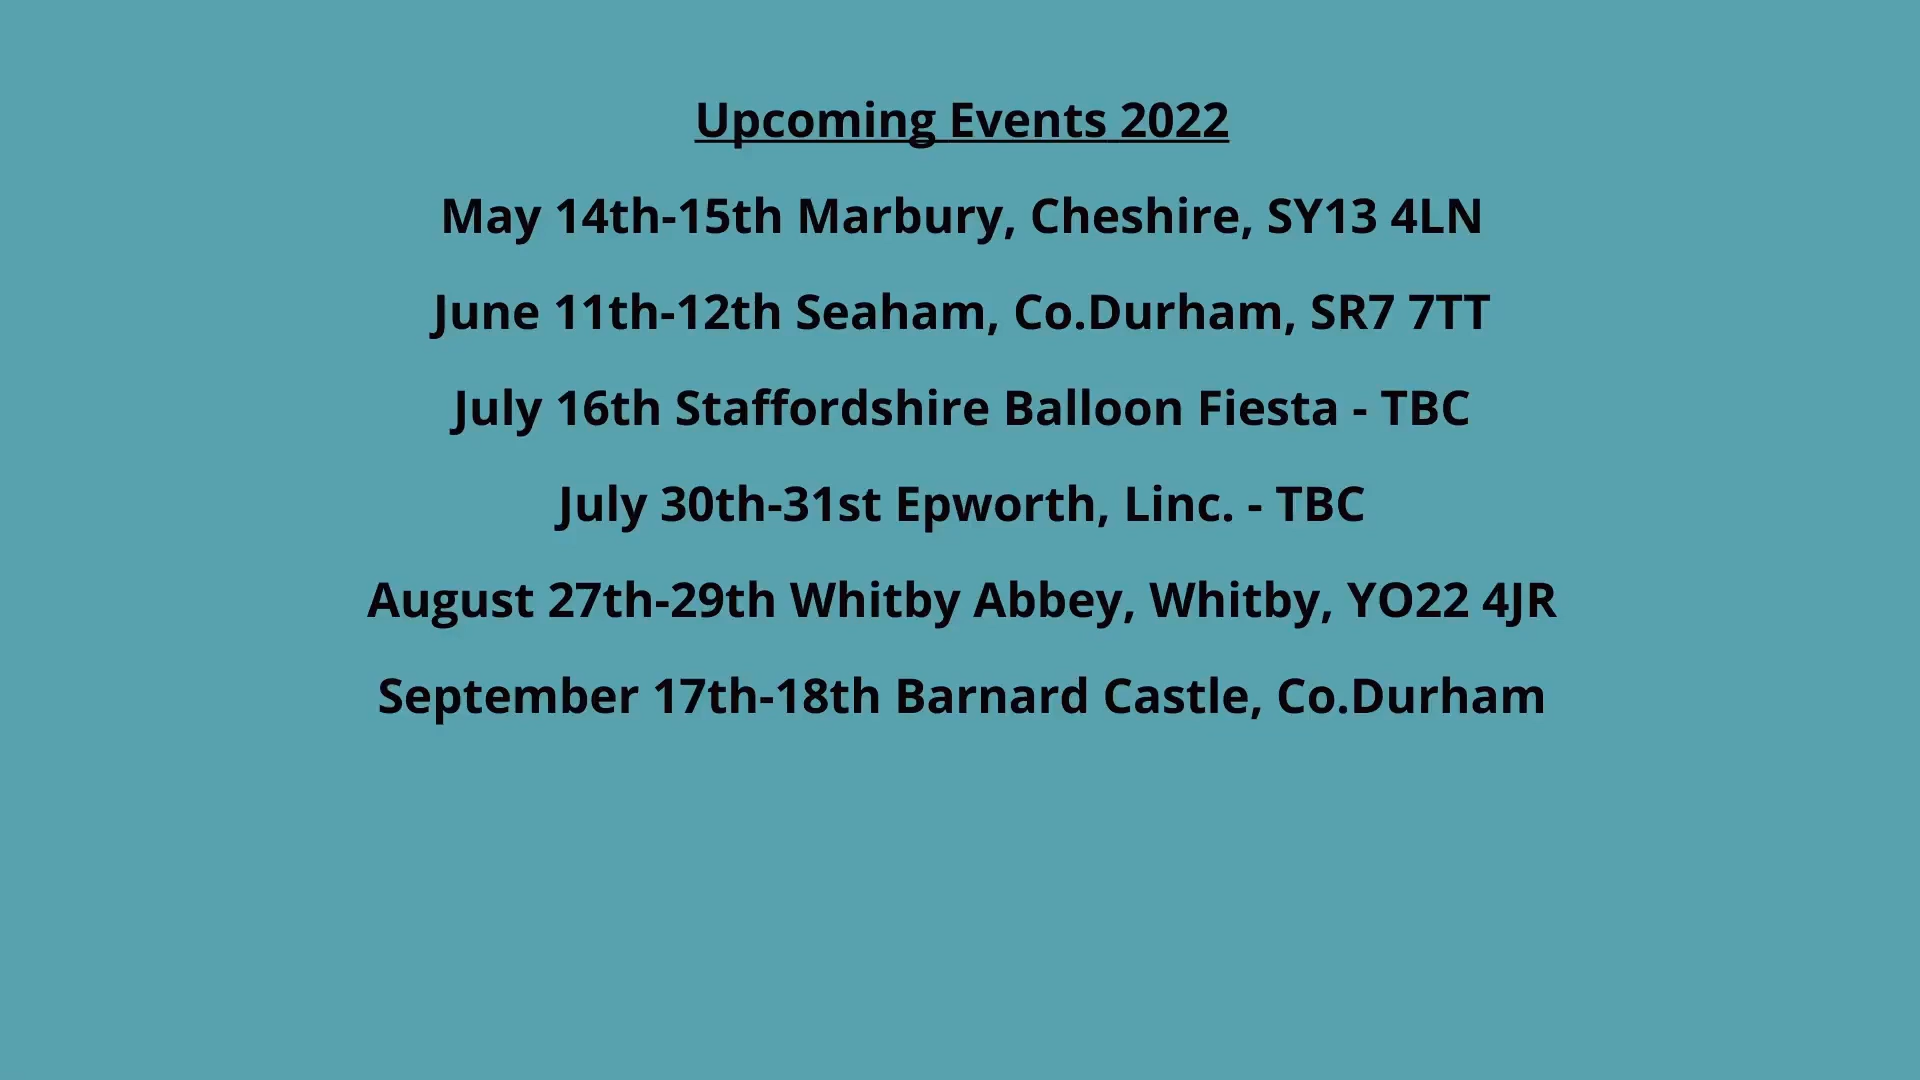 Upcoming Events 2022
May 14th-15th Marbury, Cheshire, SY13 4LN
June 11th-12th Seaham, Co.Durham, SR7 7TT
July 16th Staffordshire Balloon Fiesta - TBC
July 30th-31st Epworth, Linc. - TBC
August 27th-29th Whitby Abbey, Whitby, YO22 4JR
September 17th-18th Barnard Castle, Co.Durham